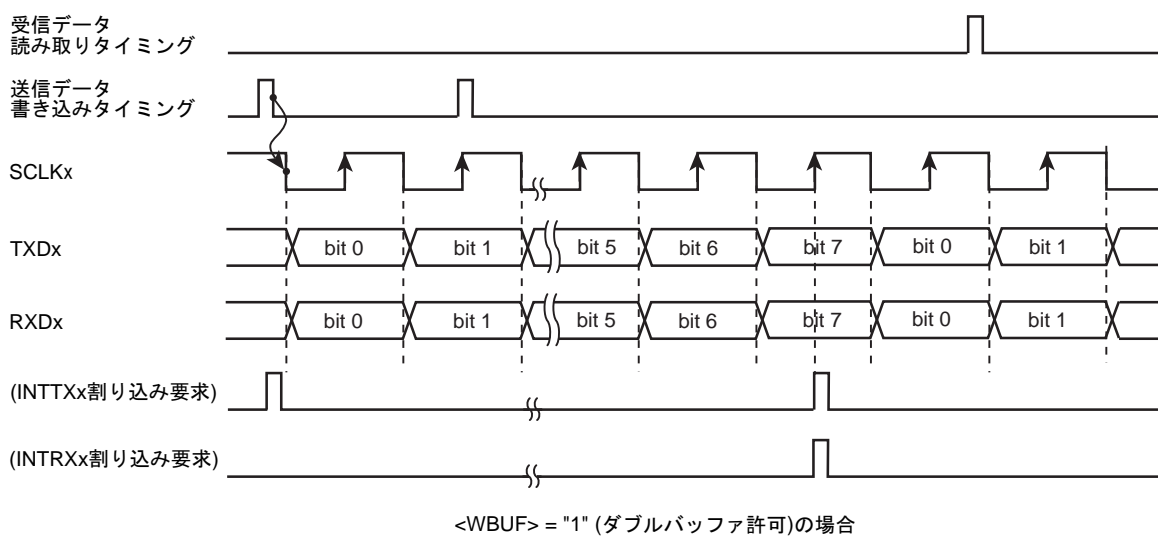 受信データ
読み取りタイミング
送信データ
書き込みタイミング
SCLKx
TXDx
bit 0
bit 1
bit 5
bit 6
bit 7
bit 0
bit 1
RXDx
bit 0
bit 1
bit 5
bit 6
bit 7
bit 0
bit 1
(INTTXx割り込み要求)
(INTRXx割り込み要求)
<WBUF> = "1" (ダブルバッファ許可)の場合